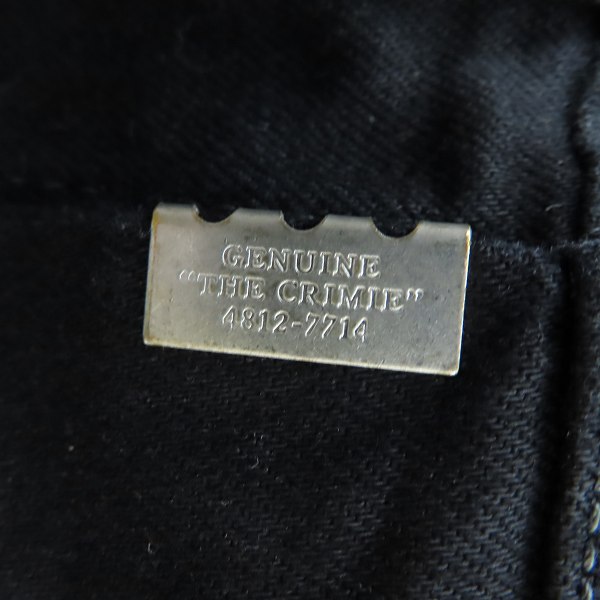 GENUINE
"THE CRIMIE"
4812-7714